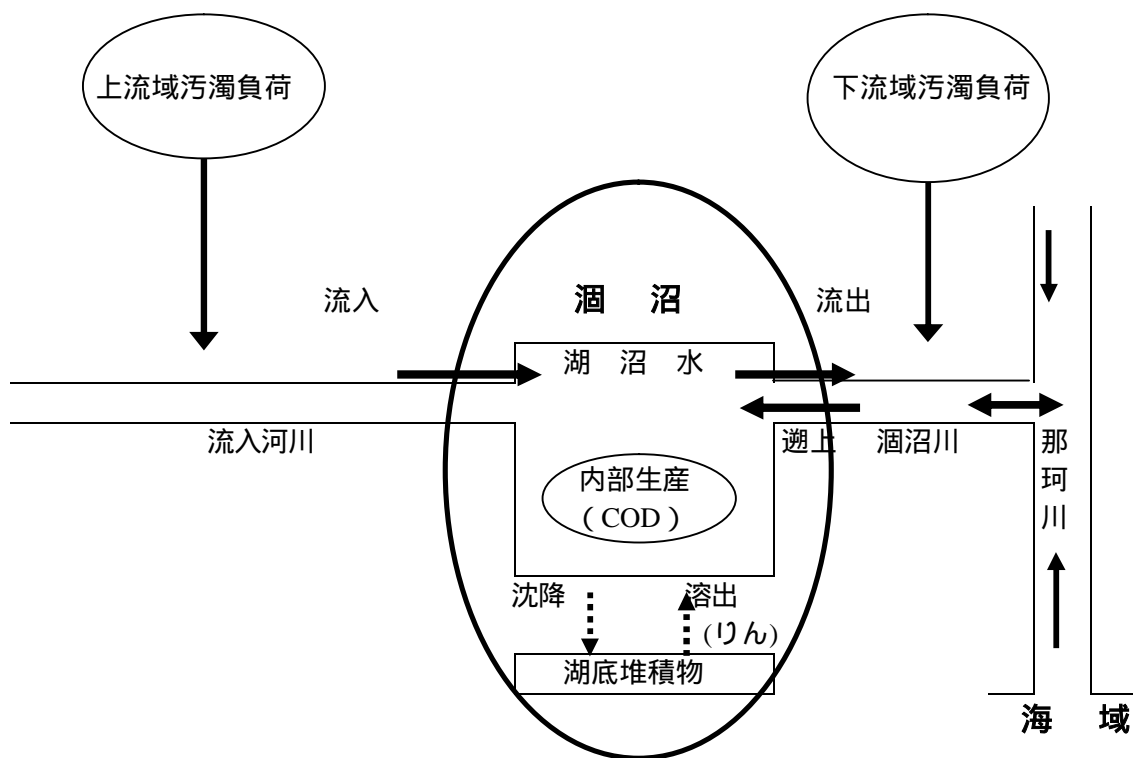 上流域汚濁負荷
下流域汚濁負荷
流入
涸　沼
流出
湖　沼　水
流入河川
遡上
涸沼川
那珂川
内部生産
（COD）
沈降
溶出
(りん)
湖底堆積物
海　域